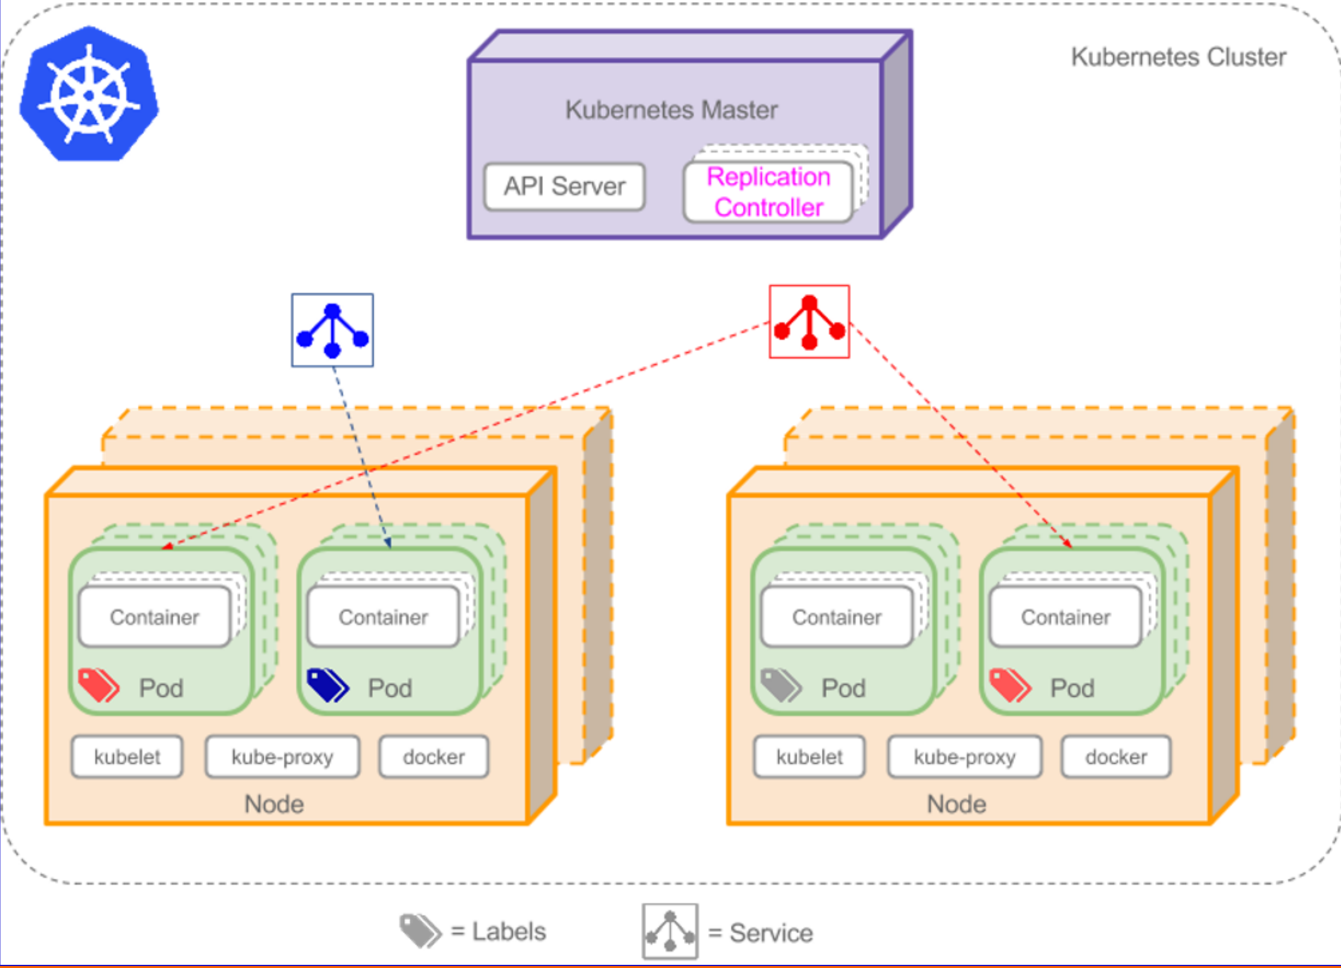 Kubernetes Cluster
Kubernetes Master
API Server
Replication
Controller
Container
Container
Container
Container
Pod
Pod
Pod
Pod
kubelet
kube-proxy
docker
kubelet
kube-proxy
docker
Node
Node
= Labels
= Service